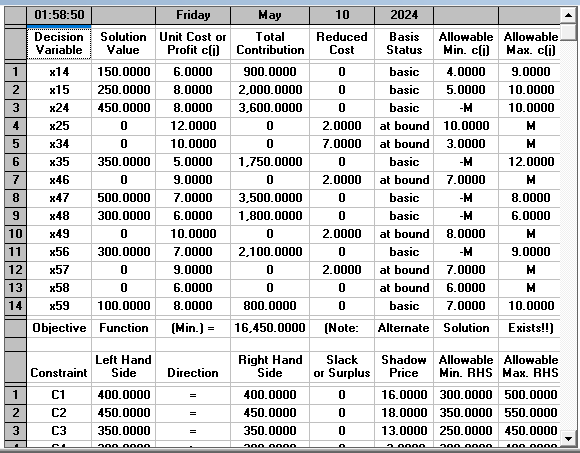 01:58:50 Friday May 10 2024
Decision Solution Unit Cost or Total Reduced Basis Allowable Allowable
Variable Value Profit c(j) Contribution Cost Status Min. c(j) Max. c(j)
1 x14 150.0000 6.0000 900.0000 0 basic 4.0000 9.0000
2 x15 250.0000 8.0000 2,000.0000 0 basic 5.0000 10.0000
3 x24 450.0000 8.0000 3,600.0000 0 basic -M 10.0000
4 x25 0 12.0000 0 2.0000 at bound 10.0000 M
5 x34 0 10.0000 0 7.0000 at bound 3.0000 M
6 x35 350.0000 5.0000 1,750.0000 0 basic -M 12.0000
7 x46 0 9.0000 0 2.0000 at bound 7.0000 M
8 x47 500.0000 7.0000 3,500.0000 0 basic -M 8.0000
9 x48 300.0000 6.0000 1,800.0000 0 basic -M 6.0000
10 x49 0 10.0000 0 2.0000 at bound 8.0000 M
11 x56 300.0000 7.0000 2,100.0000 0 basic -M 9.0000
12 x57 0 9.0000 0 2.0000 at bound 7.0000 M
13 x58 0 6.0000 0 0 at bound 6.0000 M
14 x59 100.0000 8.0000 800.0000 0 basic 7.0000 10.0000
Objective Function (Min.) = 16,450.0000 (Note: Alternate Solution Exists!!)
Left Hand Right Hand Slack Shadow Allowable Allowable
Constraint Side Direction Side or Surplus Price Min. RHS Max. RHS
1 C1 400.0000 = 400.0000 0 16.0000 300.0000 500.0000
2 C2 450.0000 = 450.0000 0 18.0000 350.0000 550.0000
3 C3 350.0000 = 350.0000 0 13.0000 250.0000 450.0000